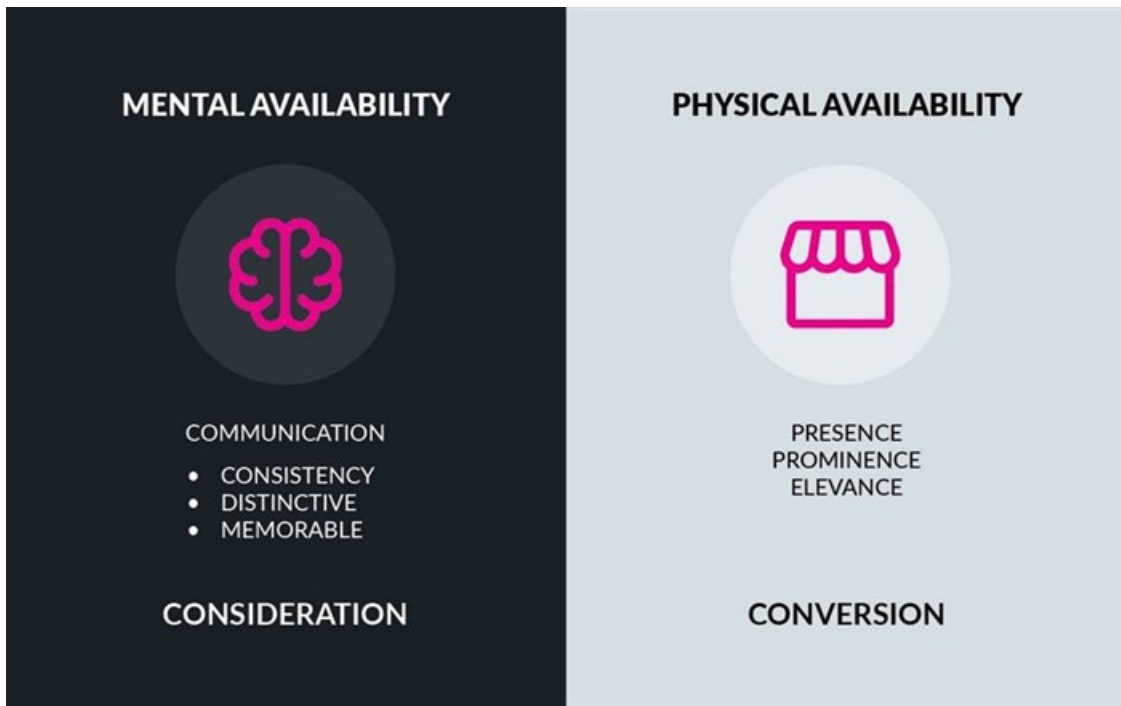 MENTAL AVAILABILITY
COMMUNICATION
• CONSISTENCY
• DISTINCTIVE
• MEMORABLE
CONSIDERATION
PHYSICAL AVAILABILITY
PRESENCE
PROMINENCE
ELEVANCE
CONVERSION